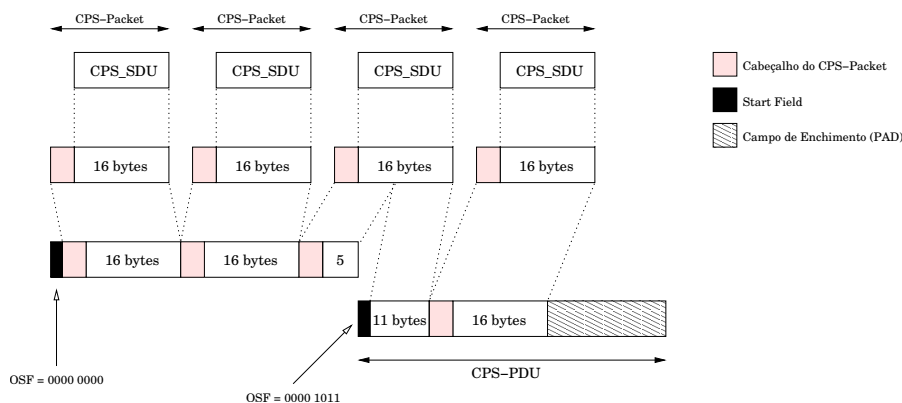 CPS–Packet CPS–Packet CPS–Packet CPS–Packet
CPS_SDU CPS_SDU CPS_SDU CPS_SDU
Cabeçalho do CPS–Packet
Start Field
Campo de Enchimento (PAD)
16 bytes 16 bytes 16 bytes 16 bytes
16 bytes 16 bytes 5
11 bytes 16 bytes
CPS–PDU
OSF = 0000 0000
OSF = 0000 1011